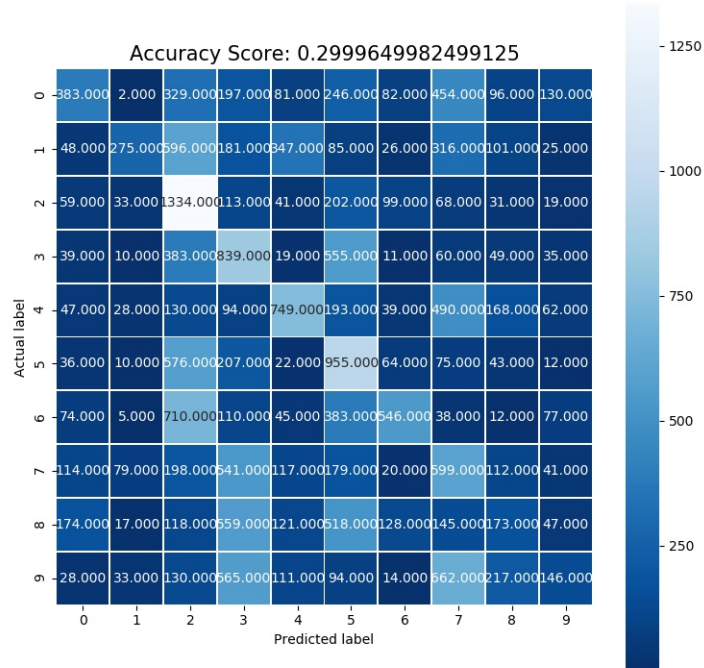 Accuracy Score: 0.2999649982499125
0 383.000 2.000 329.000 197.000 81.000 246.000 82.000 454.000 96.000 130.000
1 48.000 275.000 596.000 181.000 347.000 85.000 26.000 316.000 101.000 25.000
2 59.000 33.000 1334.000 113.000 41.000 202.000 99.000 68.000 31.000 19.000
3 39.000 10.000 383.000 839.000 19.000 555.000 11.000 60.000 49.000 35.000
4 47.000 28.000 130.000 94.000 749.000 193.000 39.000 490.000 168.000 62.000
5 36.000 10.000 576.000 207.000 22.000 955.000 64.000 75.000 43.000 12.000
6 74.000 5.000 710.000 110.000 45.000 383.000 546.000 38.000 12.000 77.000
7 114.000 79.000 198.000 541.000 117.000 179.000 20.000 599.000 112.000 41.000
8 174.000 17.000 118.000 559.000 121.000 518.000 128.000 145.000 173.000 47.000
9 28.000 33.000 130.000 565.000 111.000 94.000 14.000 662.000 217.000 146.000
0 1 2 3 4 5 6 7 8 9
Predicted label
Actual label
1250
1000
750
500
250